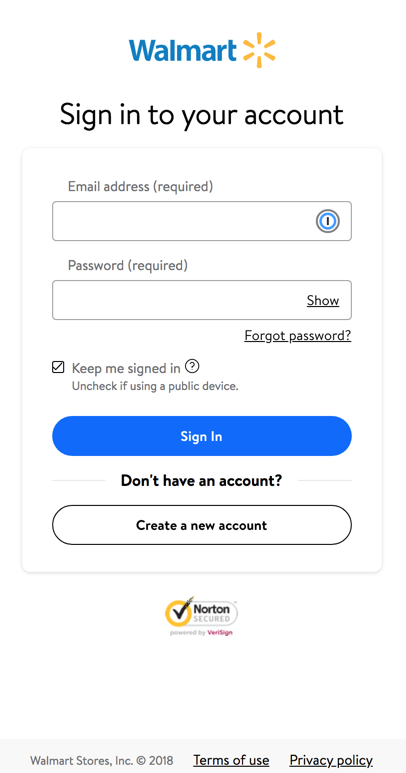 Walmart
Sign in to your account
Email address (required)
Password (required)
Show
Forgot password?
Keep me signed in ?
Uncheck if using a public device.
Sign In
Don't have an account?
Create a new account
Norton
SECURED
powered by VeriSign
Walmart Stores, Inc. © 2018 Terms of use Privacy policy